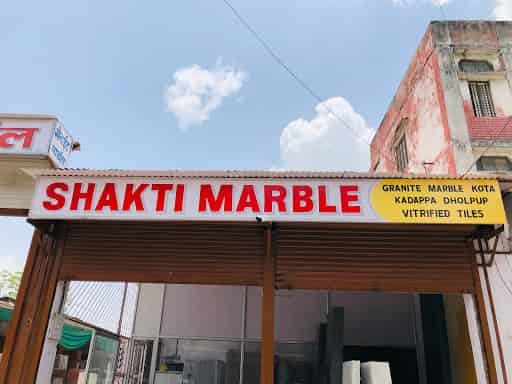 SHAKTI MARBLE
GRANITE MARBLE KOTA
KADAPPA DHOLPUP
VITRIFIED TILES